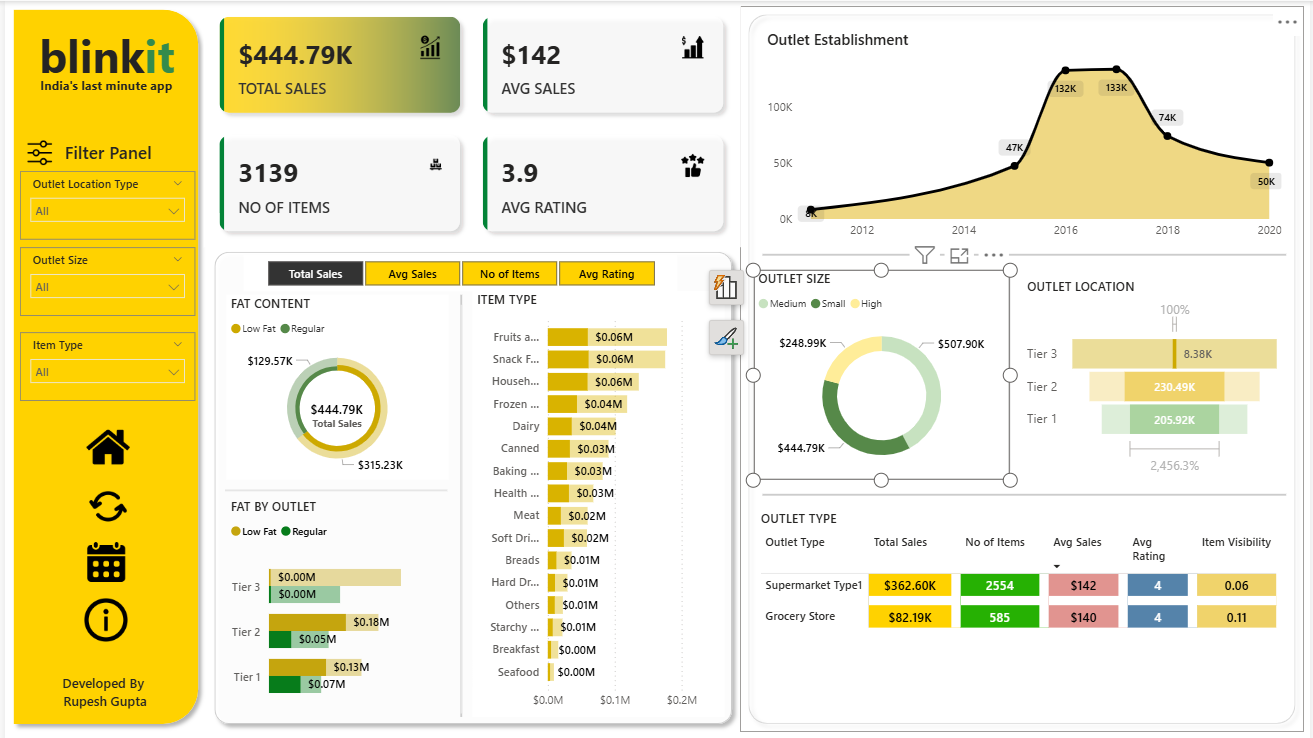 blinkit
India's last minute app
Filter Panel
Outlet Location Type
All
Outlet Size
All
Item Type
All
Developed By
Rupesh Gupta
$444.79K
TOTAL SALES
$142
AVG SALES
3139
NO OF ITEMS
3.9
AVG RATING
Total Sales
Avg Sales
No of Items
Avg Rating
FAT CONTENT
Low Fat
Regular
$129.57K
$444.79K
Total Sales
$315.23K
FAT BY OUTLET
Low Fat
Regular
Tier 3
$0.00M
$0.00M
Tier 2
$0.18M
$0.05M
Tier 1
$0.13M
$0.07M
ITEM TYPE
Fruits a... $0.06M
Snack F... $0.06M
Househ... $0.06M
Frozen ... $0.04M
Dairy $0.04M
Canned $0.03M
Baking ... $0.03M
Health ... $0.03M
Meat $0.02M
Soft Dri... $0.02M
Breads $0.01M
Hard Dr... $0.01M
Others $0.01M
Starchy ... $0.01M
Breakfast $0.00M
Seafood $0.00M
$0.0M $0.1M $0.2M
Outlet Establishment
100K
50K
0K
8K
47K
132K
133K
74K
50K
2012 2014 2016 2018 2020
OUTLET SIZE
Medium Small High
$248.99K
$507.90K
$444.79K
OUTLET LOCATION
100%
Tier 3 8.38K
Tier 2 230.49K
Tier 1 205.92K
2,456.3%
OUTLET TYPE
Outlet Type Total Sales No of Items Avg Sales Avg Rating Item Visibility
Supermarket Type1 $362.60K 2554 $142 4 0.06
Grocery Store $82.19K 585 $140 4 0.11